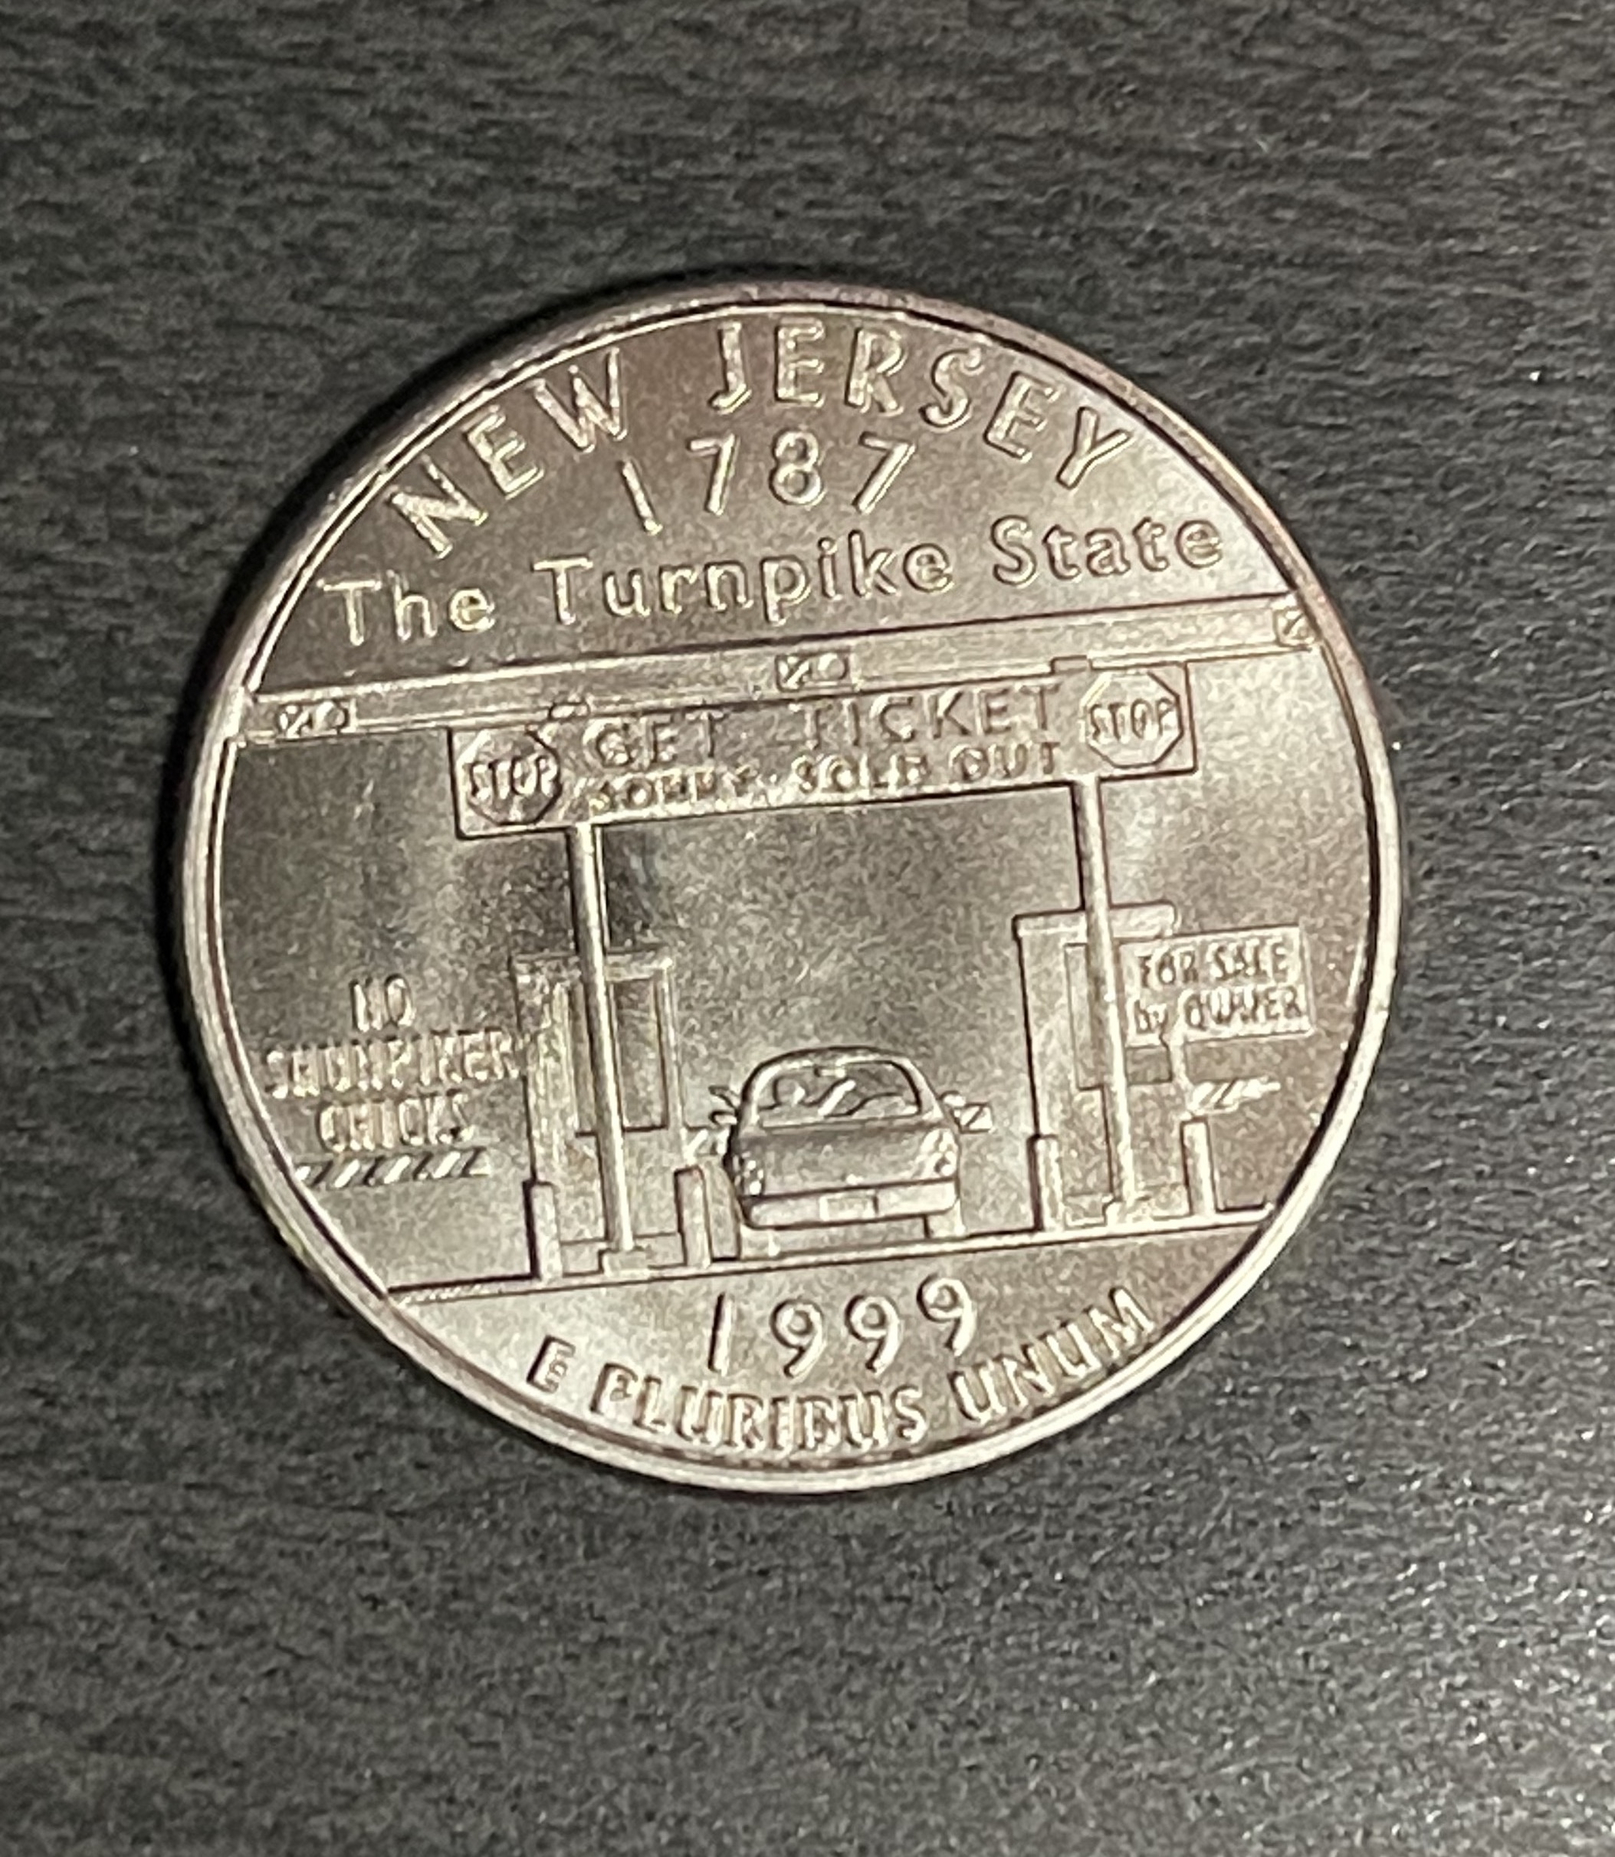 NEW JERSEY
1787
The Turnpike State
STOP GET TICKET STOP
SORRY, SOLD OUT
FOR SALE
by OWNER
NO
SHUNPIKER
CHICKS
1999
E PLURIBUS UNUM